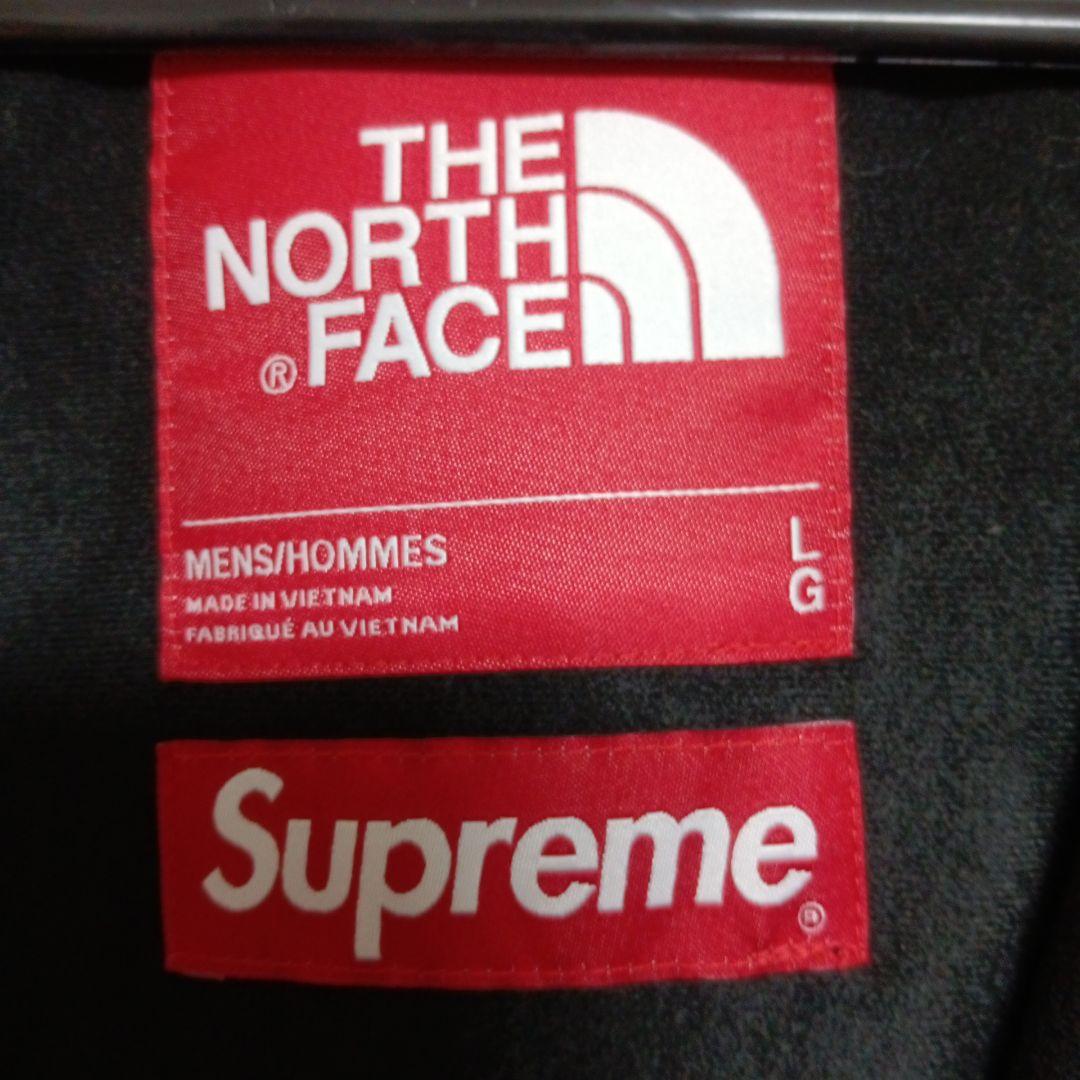 THE
NORTH
® FACE
MENS/HOMMES
MADE IN VIETNAM
FABRIQUÉ AU VIETNAM
L
G
Supreme ®